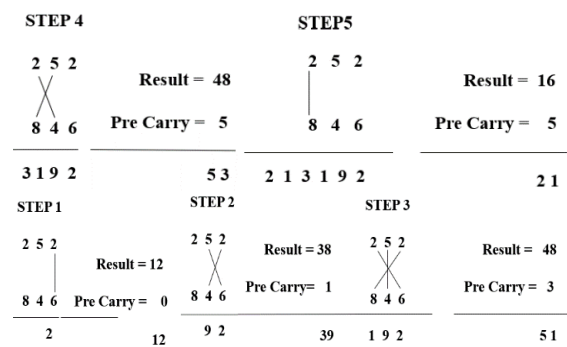 STEP 4
2 5 2
Result = 48
8 4 6
Pre Carry = 5
3 1 9 2
5 3
STEP5
2 5 2
Result = 16
8 4 6
Pre Carry = 5
2 1 3 1 9 2
2 1
STEP 1
2 5 2
Result = 12
8 4 6
Pre Carry = 0
2
12
STEP 2
2 5 2
Result = 38
8 4 6
Pre Carry= 1
9 2
39
STEP 3
2 5 2
Result = 48
8 4 6
Pre Carry = 3
1 9 2
5 1